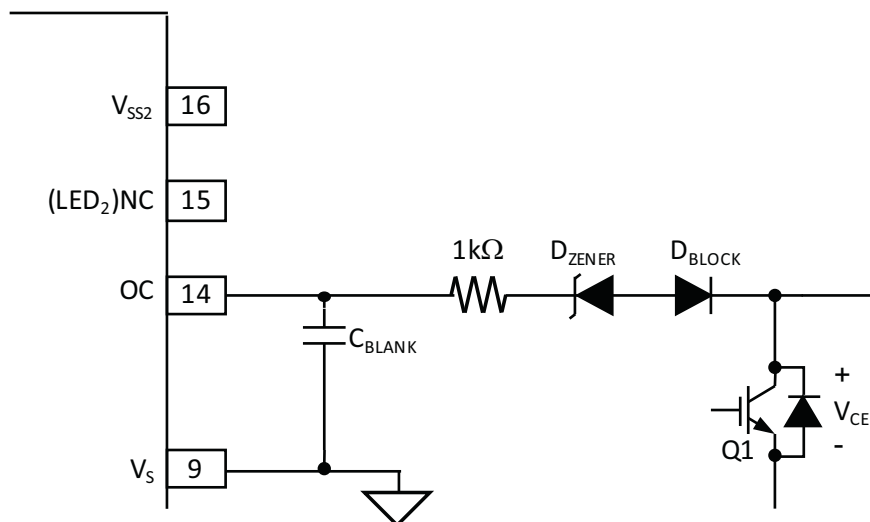 V_SS2 16
(LED_2)NC 15
1kΩ D_ZENER D_BLOCK
OC 14
C_BLANK
+
V_CE
-
Q1
V_S 9